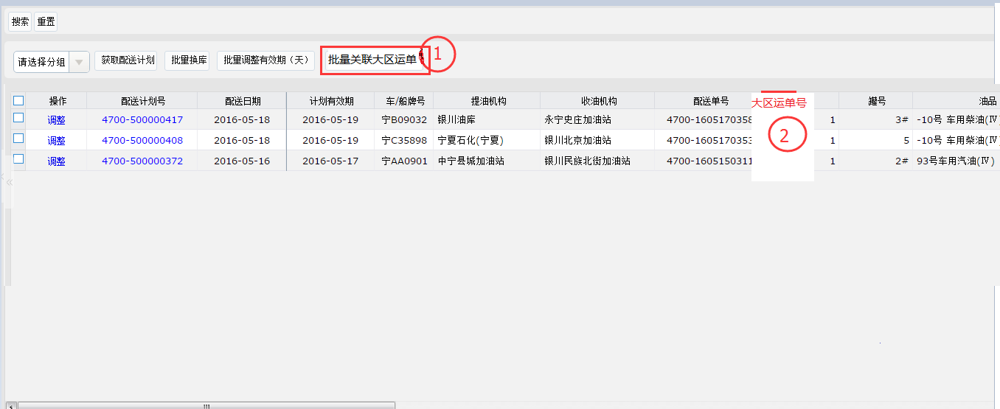 搜索 重置
请选择分组 获取配送计划 批量换库 批量调整有效期（天） 批量关联大区运单 1
操作 配送计划号 配送日期 计划有效期 车/船牌号 提油机构 收油机构 配送单号 大区运单号 罐号 油品
调整 4700-500000417 2016-05-18 2016-05-19 宁B09032 银川油库 永宁史庄加油站 4700-1605170358 1 3# -10号 车用柴油(Ⅳ)
调整 4700-500000408 2016-05-18 2016-05-19 宁C35898 宁夏石化(宁夏) 银川北京加油站 4700-1605170353 2 1 5 -10号 车用柴油(Ⅳ)
调整 4700-500000372 2016-05-16 2016-05-17 宁AA0901 中宁县城加油站 银川民族北街加油站 4700-1605150311 1 2# 93号车用汽油(Ⅳ)